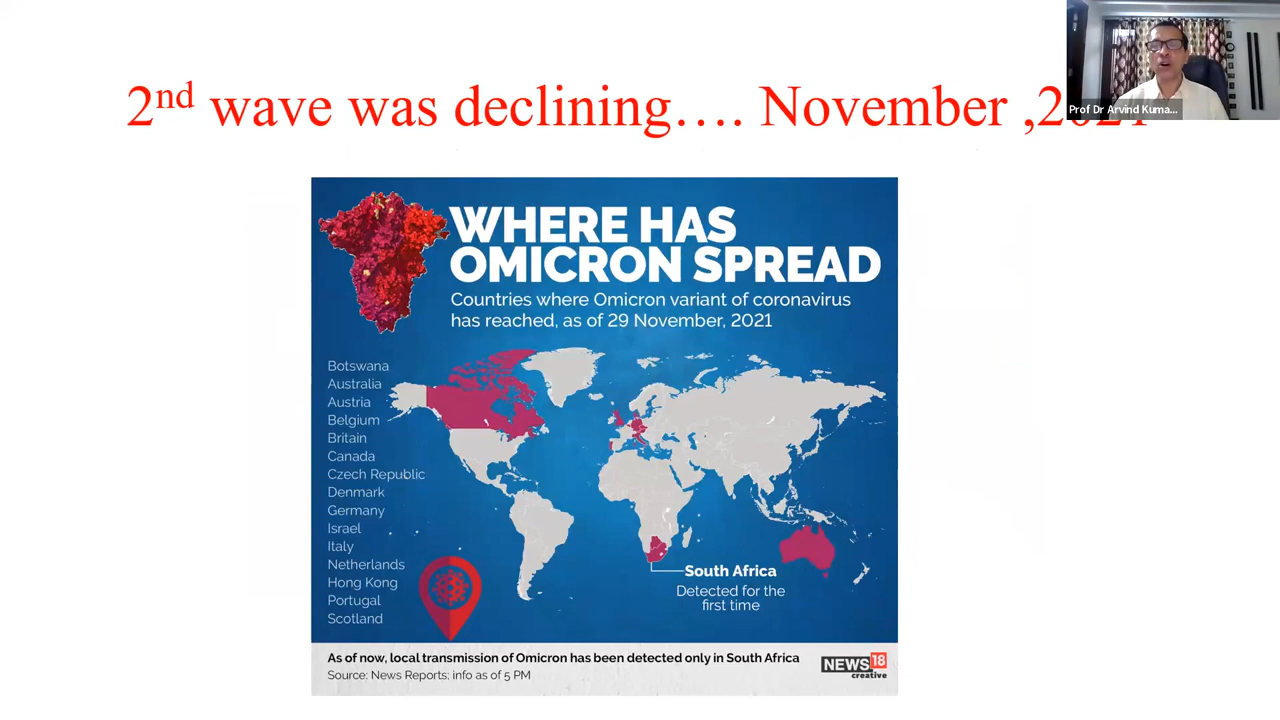 2nd wave was declining…. November ,2021
Prof Dr Arvind Kuma...
WHERE HAS
OMICRON SPREAD
Countries where Omicron variant of coronavirus
has reached, as of 29 November, 2021
Botswana
Australia
Austria
Belgium
Britain
Canada
Czech Republic
Denmark
Germany
Israel
Italy
Netherlands
Hong Kong
Portugal
Scotland
South Africa
Detected for the
first time
As of now, local transmission of Omicron has been detected only in South Africa
Source: News Reports; info as of 5 PM
NEWS 18
creative